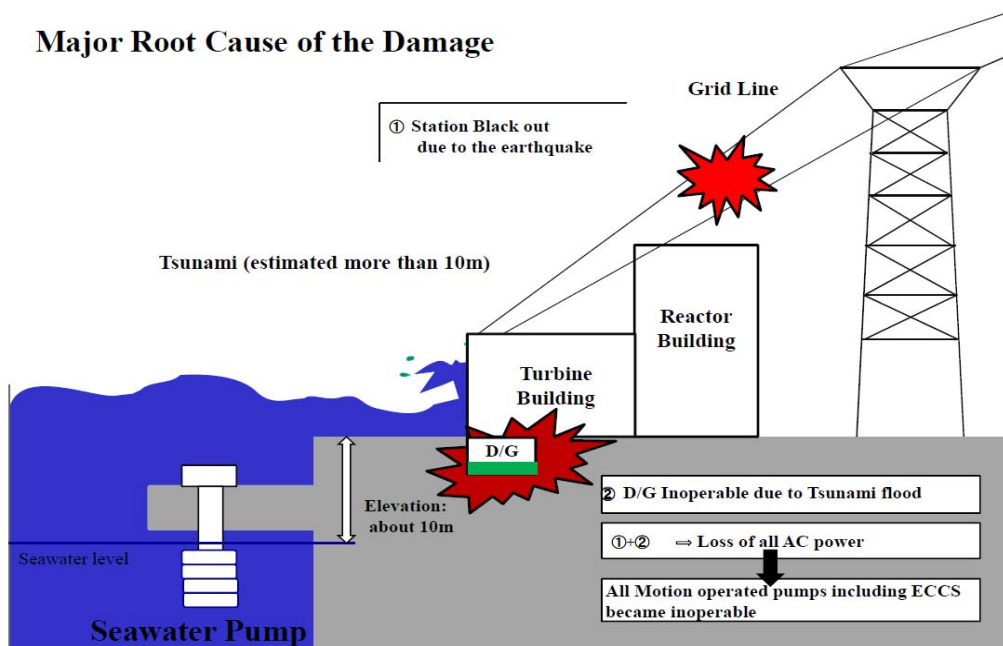 Major Root Cause of the Damage
Grid Line
① Station Black out
due to the earthquake
Tsunami (estimated more than 10m)
Reactor
Building
Turbine
Building
D/G
Elevation:
about 10m
Seawater level
Seawater Pump
② D/G Inoperable due to Tsunami flood
①+② ⇒ Loss of all AC power
All Motion operated pumps including ECCS
became inoperable